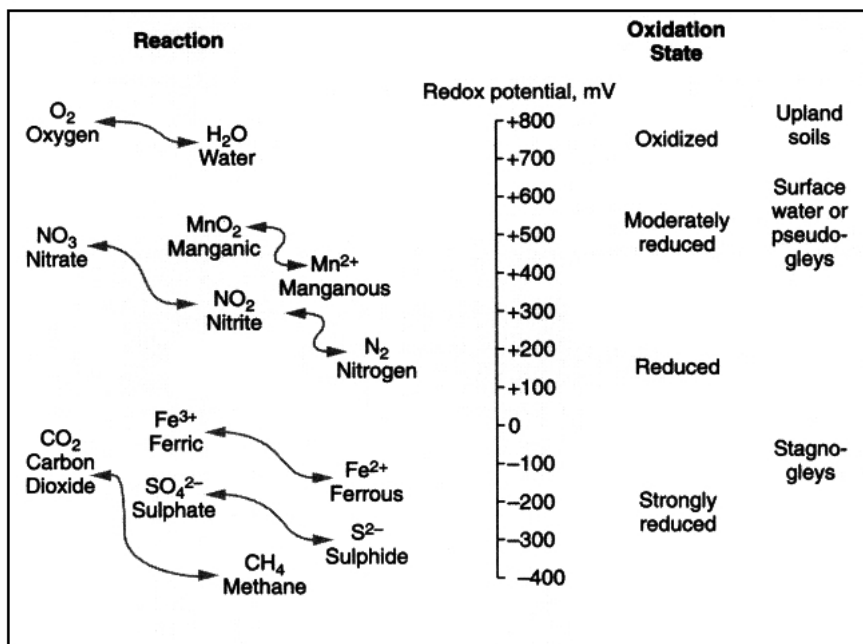 Reaction
Oxidation
State
Redox potential, mV
O₂
Oxygen
H₂O
Water
+800
+700
Oxidized
Upland
soils
+600
Surface
water or
pseudo-
gleys
NO₃
Nitrate
MnO₂
Manganic
Mn²⁺
Manganous
+500
+400
Moderately
reduced
NO₂
Nitrite
N₂
Nitrogen
+300
+200
+100
Reduced
0
CO₂
Carbon
Dioxide
Fe³⁺
Ferric
Fe²⁺
Ferrous
–100
Stagno-
gleys
SO₄²⁻
Sulphate
S²⁻
Sulphide
–200
–300
Strongly
reduced
CH₄
Methane
–400